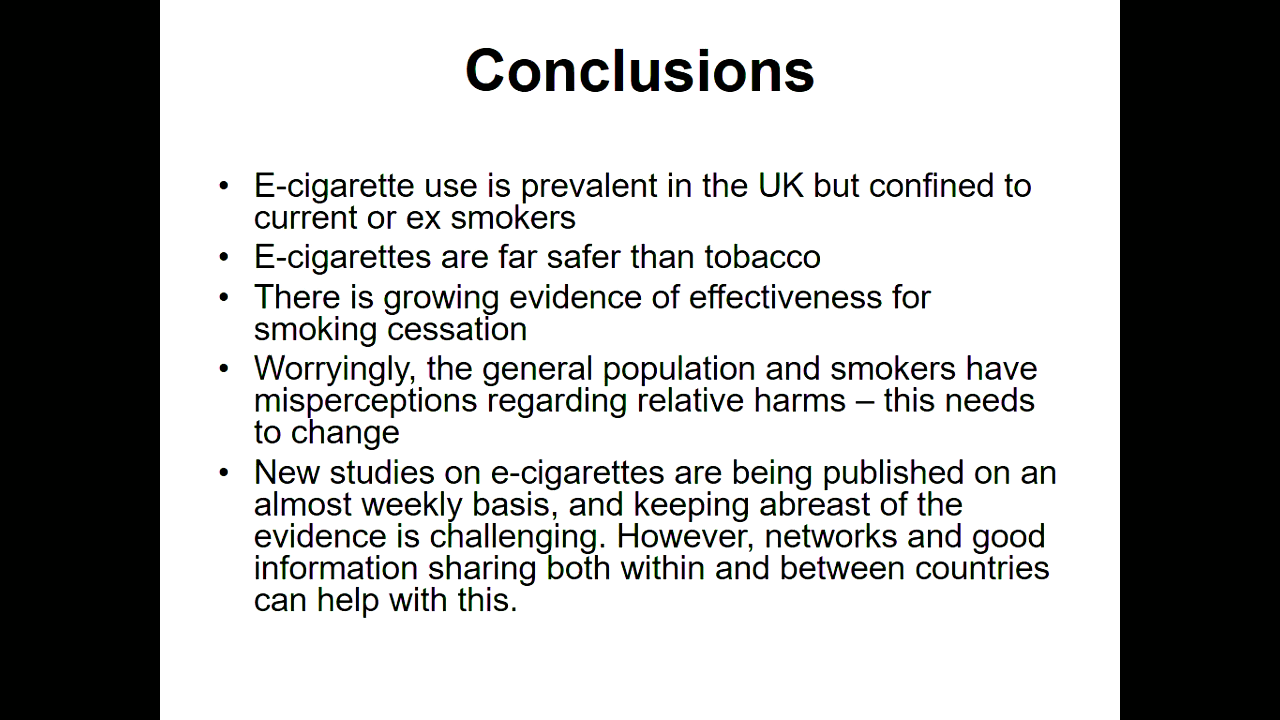 Conclusions
• E-cigarette use is prevalent in the UK but confined to
current or ex smokers
• E-cigarettes are far safer than tobacco
• There is growing evidence of effectiveness for
smoking cessation
• Worryingly, the general population and smokers have
misperceptions regarding relative harms – this needs
to change
• New studies on e-cigarettes are being published on an
almost weekly basis, and keeping abreast of the
evidence is challenging. However, networks and good
information sharing both within and between countries
can help with this.